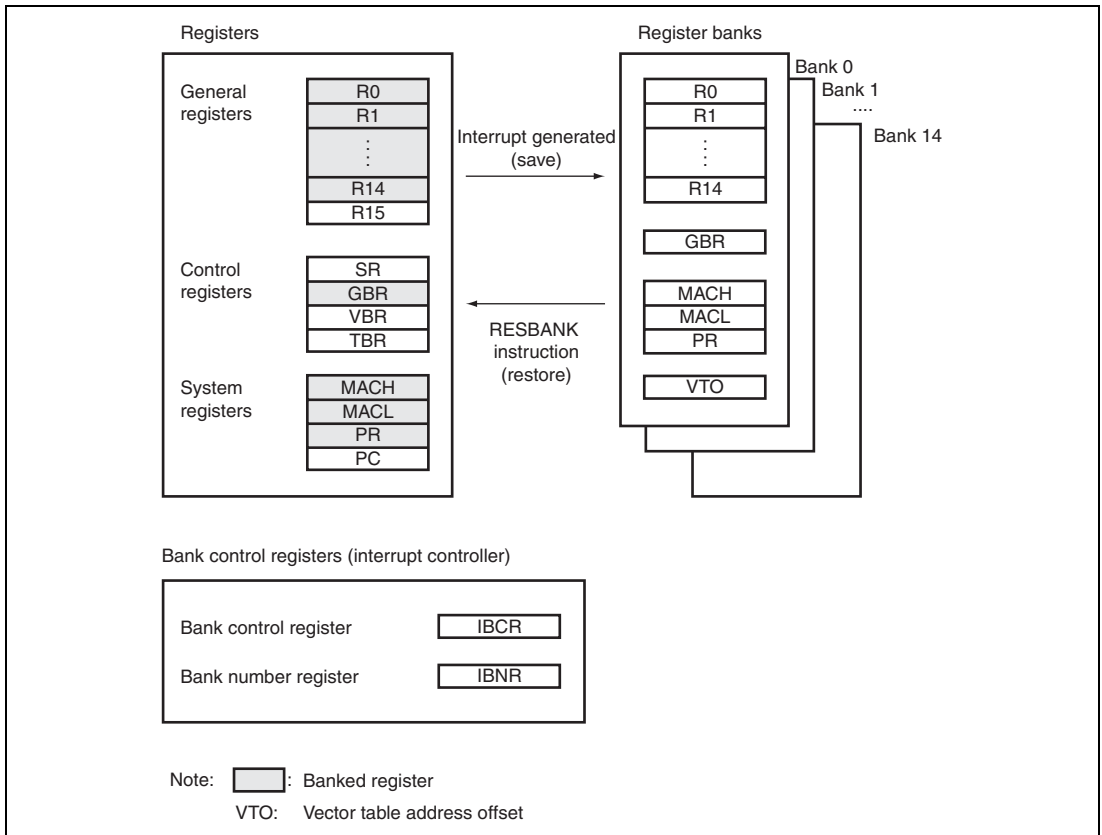 Registers
General
registers
R0
R1
R14
R15
Control
registers
SR
GBR
VBR
TBR
System
registers
MACH
MACL
PR
PC
Interrupt generated
(save)
RESBANK
instruction
(restore)
Register banks
Bank 0
Bank 1
....
Bank 14
R0
R1
R14
GBR
MACH
MACL
PR
VTO
Bank control registers (interrupt controller)
Bank control register IBCR
Bank number register IBNR
Note: : Banked register
VTO: Vector table address offset